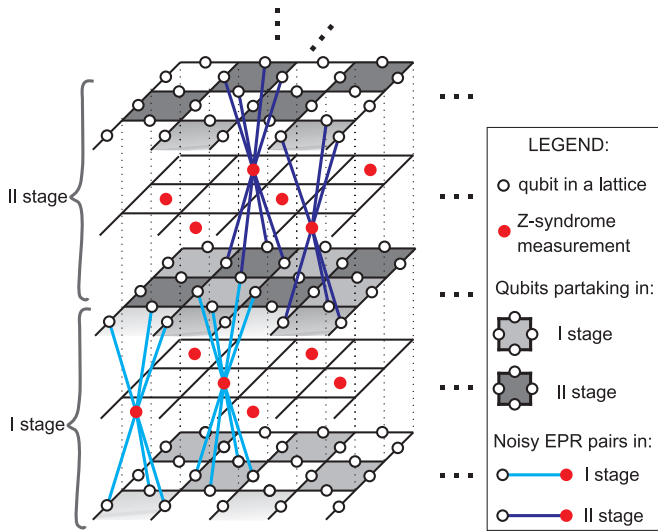 II stage
I stage
LEGEND:
qubit in a lattice
Z-syndrome
measurement
Qubits partaking in:
I stage
II stage
Noisy EPR pairs in:
I stage
II stage